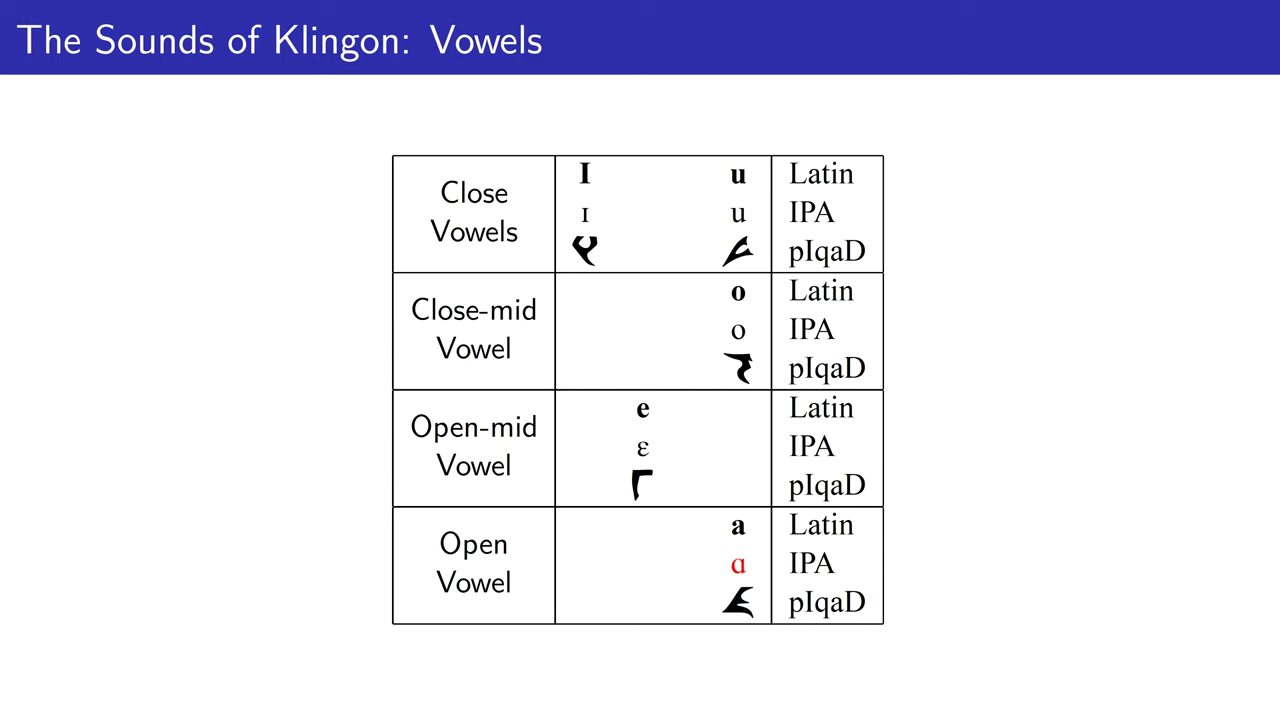 The Sounds of Klingon: Vowels
Close Vowels
I u Latin
ɪ u IPA
  pIqaD
Close-mid Vowel
o Latin
o IPA
 pIqaD
Open-mid Vowel
e Latin
ɛ IPA
 pIqaD
Open Vowel
a Latin
ɑ IPA
 pIqaD